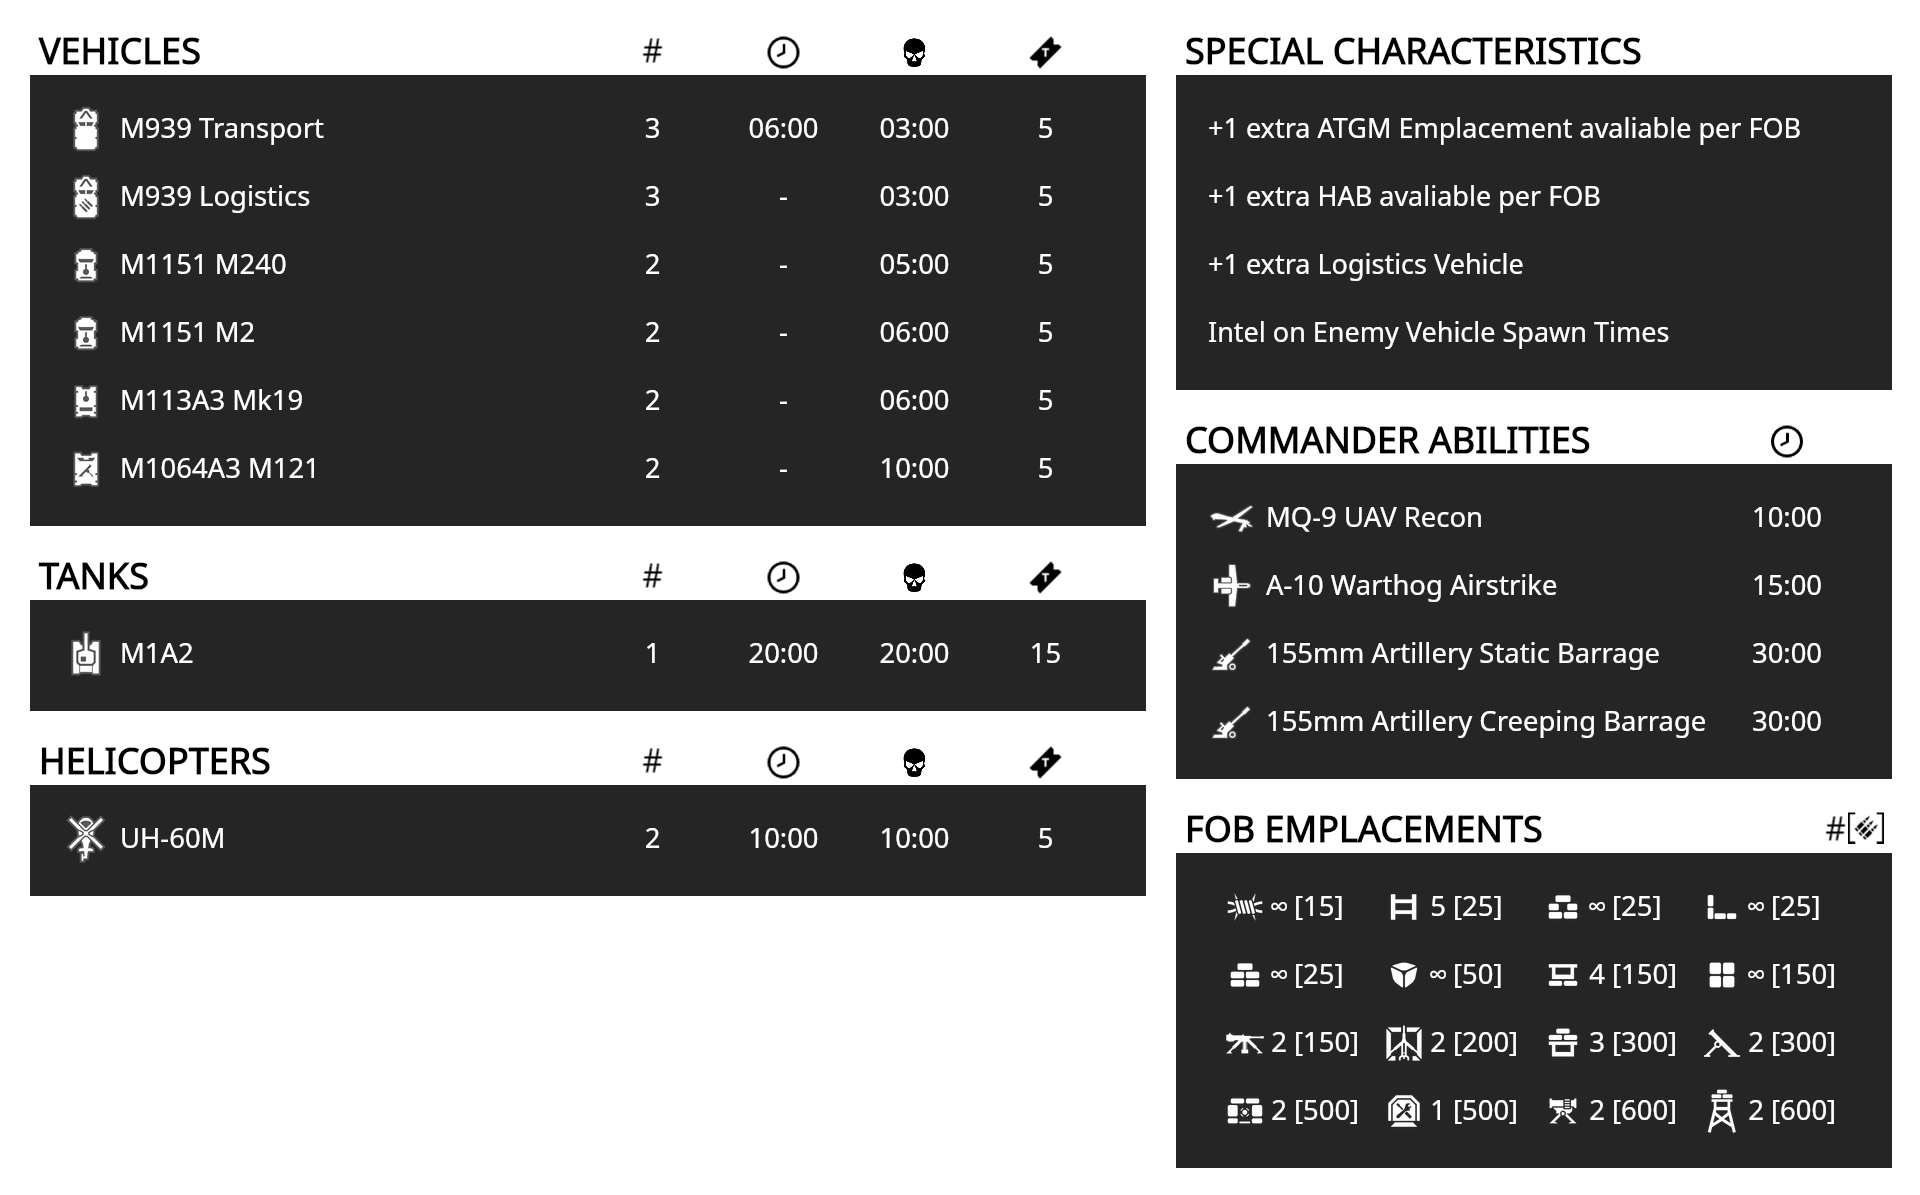 VEHICLES #
M939 Transport 3 06:00 03:00 5
M939 Logistics 3 - 03:00 5
M1151 M240 2 - 05:00 5
M1151 M2 2 - 06:00 5
M113A3 Mk19 2 - 06:00 5
M1064A3 M121 2 - 10:00 5
TANKS #
M1A2 1 20:00 20:00 15
HELICOPTERS #
UH-60M 2 10:00 10:00 5
SPECIAL CHARACTERISTICS
+1 extra ATGM Emplacement avaliable per FOB
+1 extra HAB avaliable per FOB
+1 extra Logistics Vehicle
Intel on Enemy Vehicle Spawn Times
COMMANDER ABILITIES
MQ-9 UAV Recon 10:00
A-10 Warthog Airstrike 15:00
155mm Artillery Static Barrage 30:00
155mm Artillery Creeping Barrage 30:00
FOB EMPLACEMENTS #[]
∞ [15] 5 [25] ∞ [25] ∞ [25]
∞ [25] ∞ [50] 4 [150] ∞ [150]
2 [150] 2 [200] 3 [300] 2 [300]
2 [500] 1 [500] 2 [600] 2 [600]